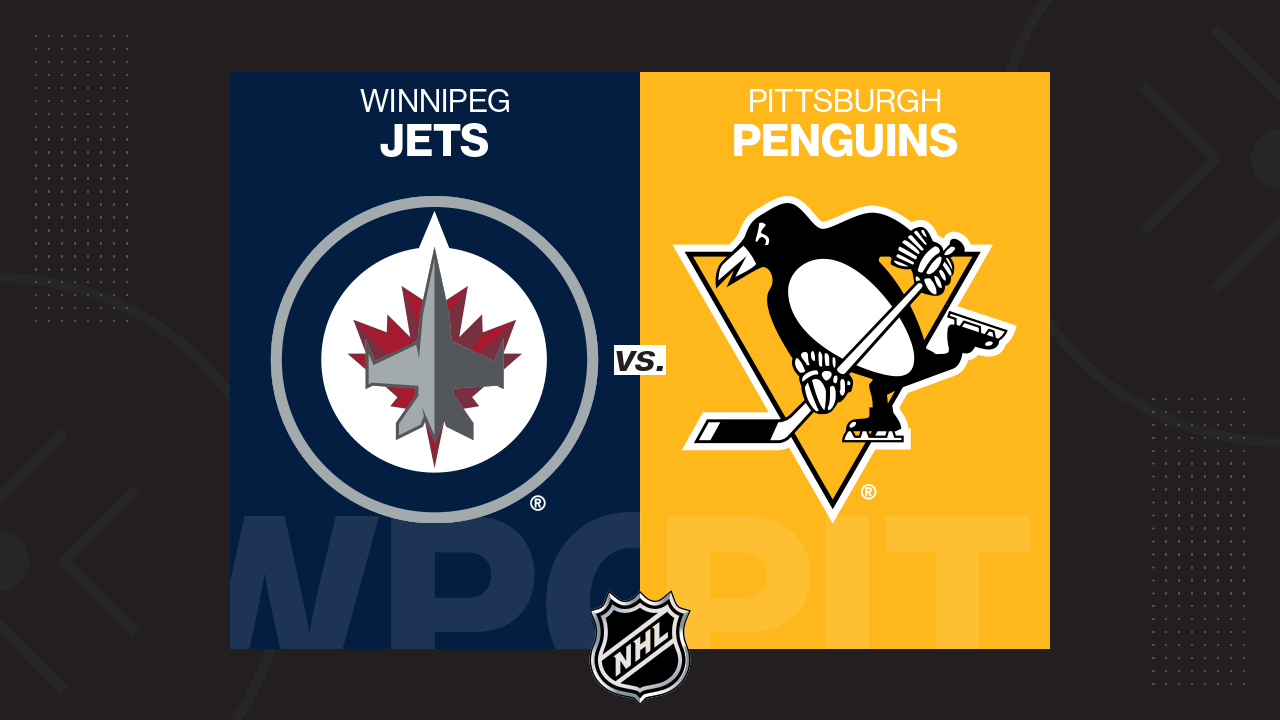 WINNIPEG
JETS
PITTSBURGH
PENGUINS
vs.
®
®
WPG
PIT
NHL